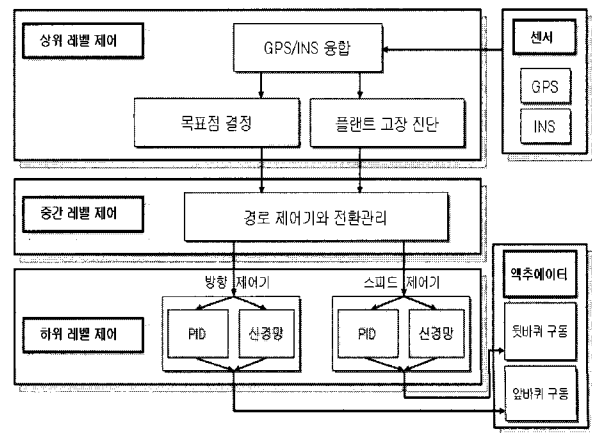 상위 레벨 제어
GPS/INS 융합
센서
GPS
INS
목표점 결정
플랜트 고장 진단
중간 레벨 제어
경로 제어기와 전환관리
액추에이터
방향 제어기
스피드 제어기
하위 레벨 제어
PID
신경망
PID
신경망
뒷바퀴 구동
앞바퀴 구동